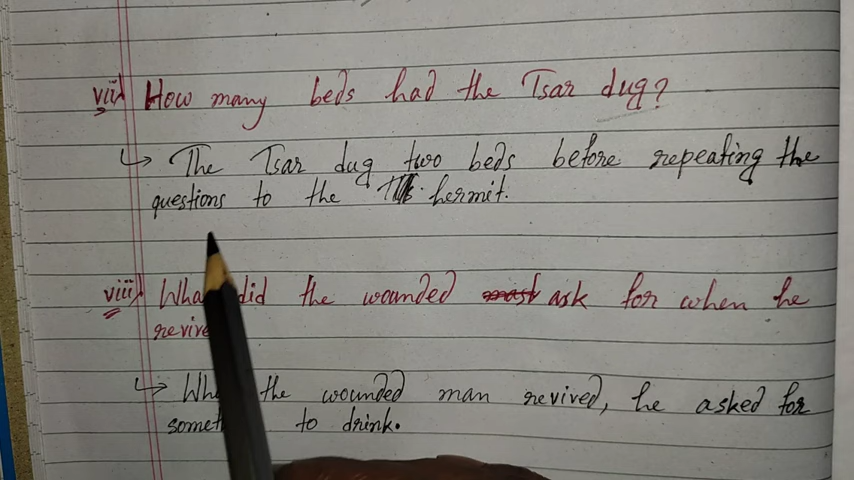 vii) How many beds had the Tsar dug?
↳ The Tsar dug two beds before repeating the
questions to the hermit.
viii) did the wounded ask for when he
↳ the wounded man revived, he asked for
to drink.